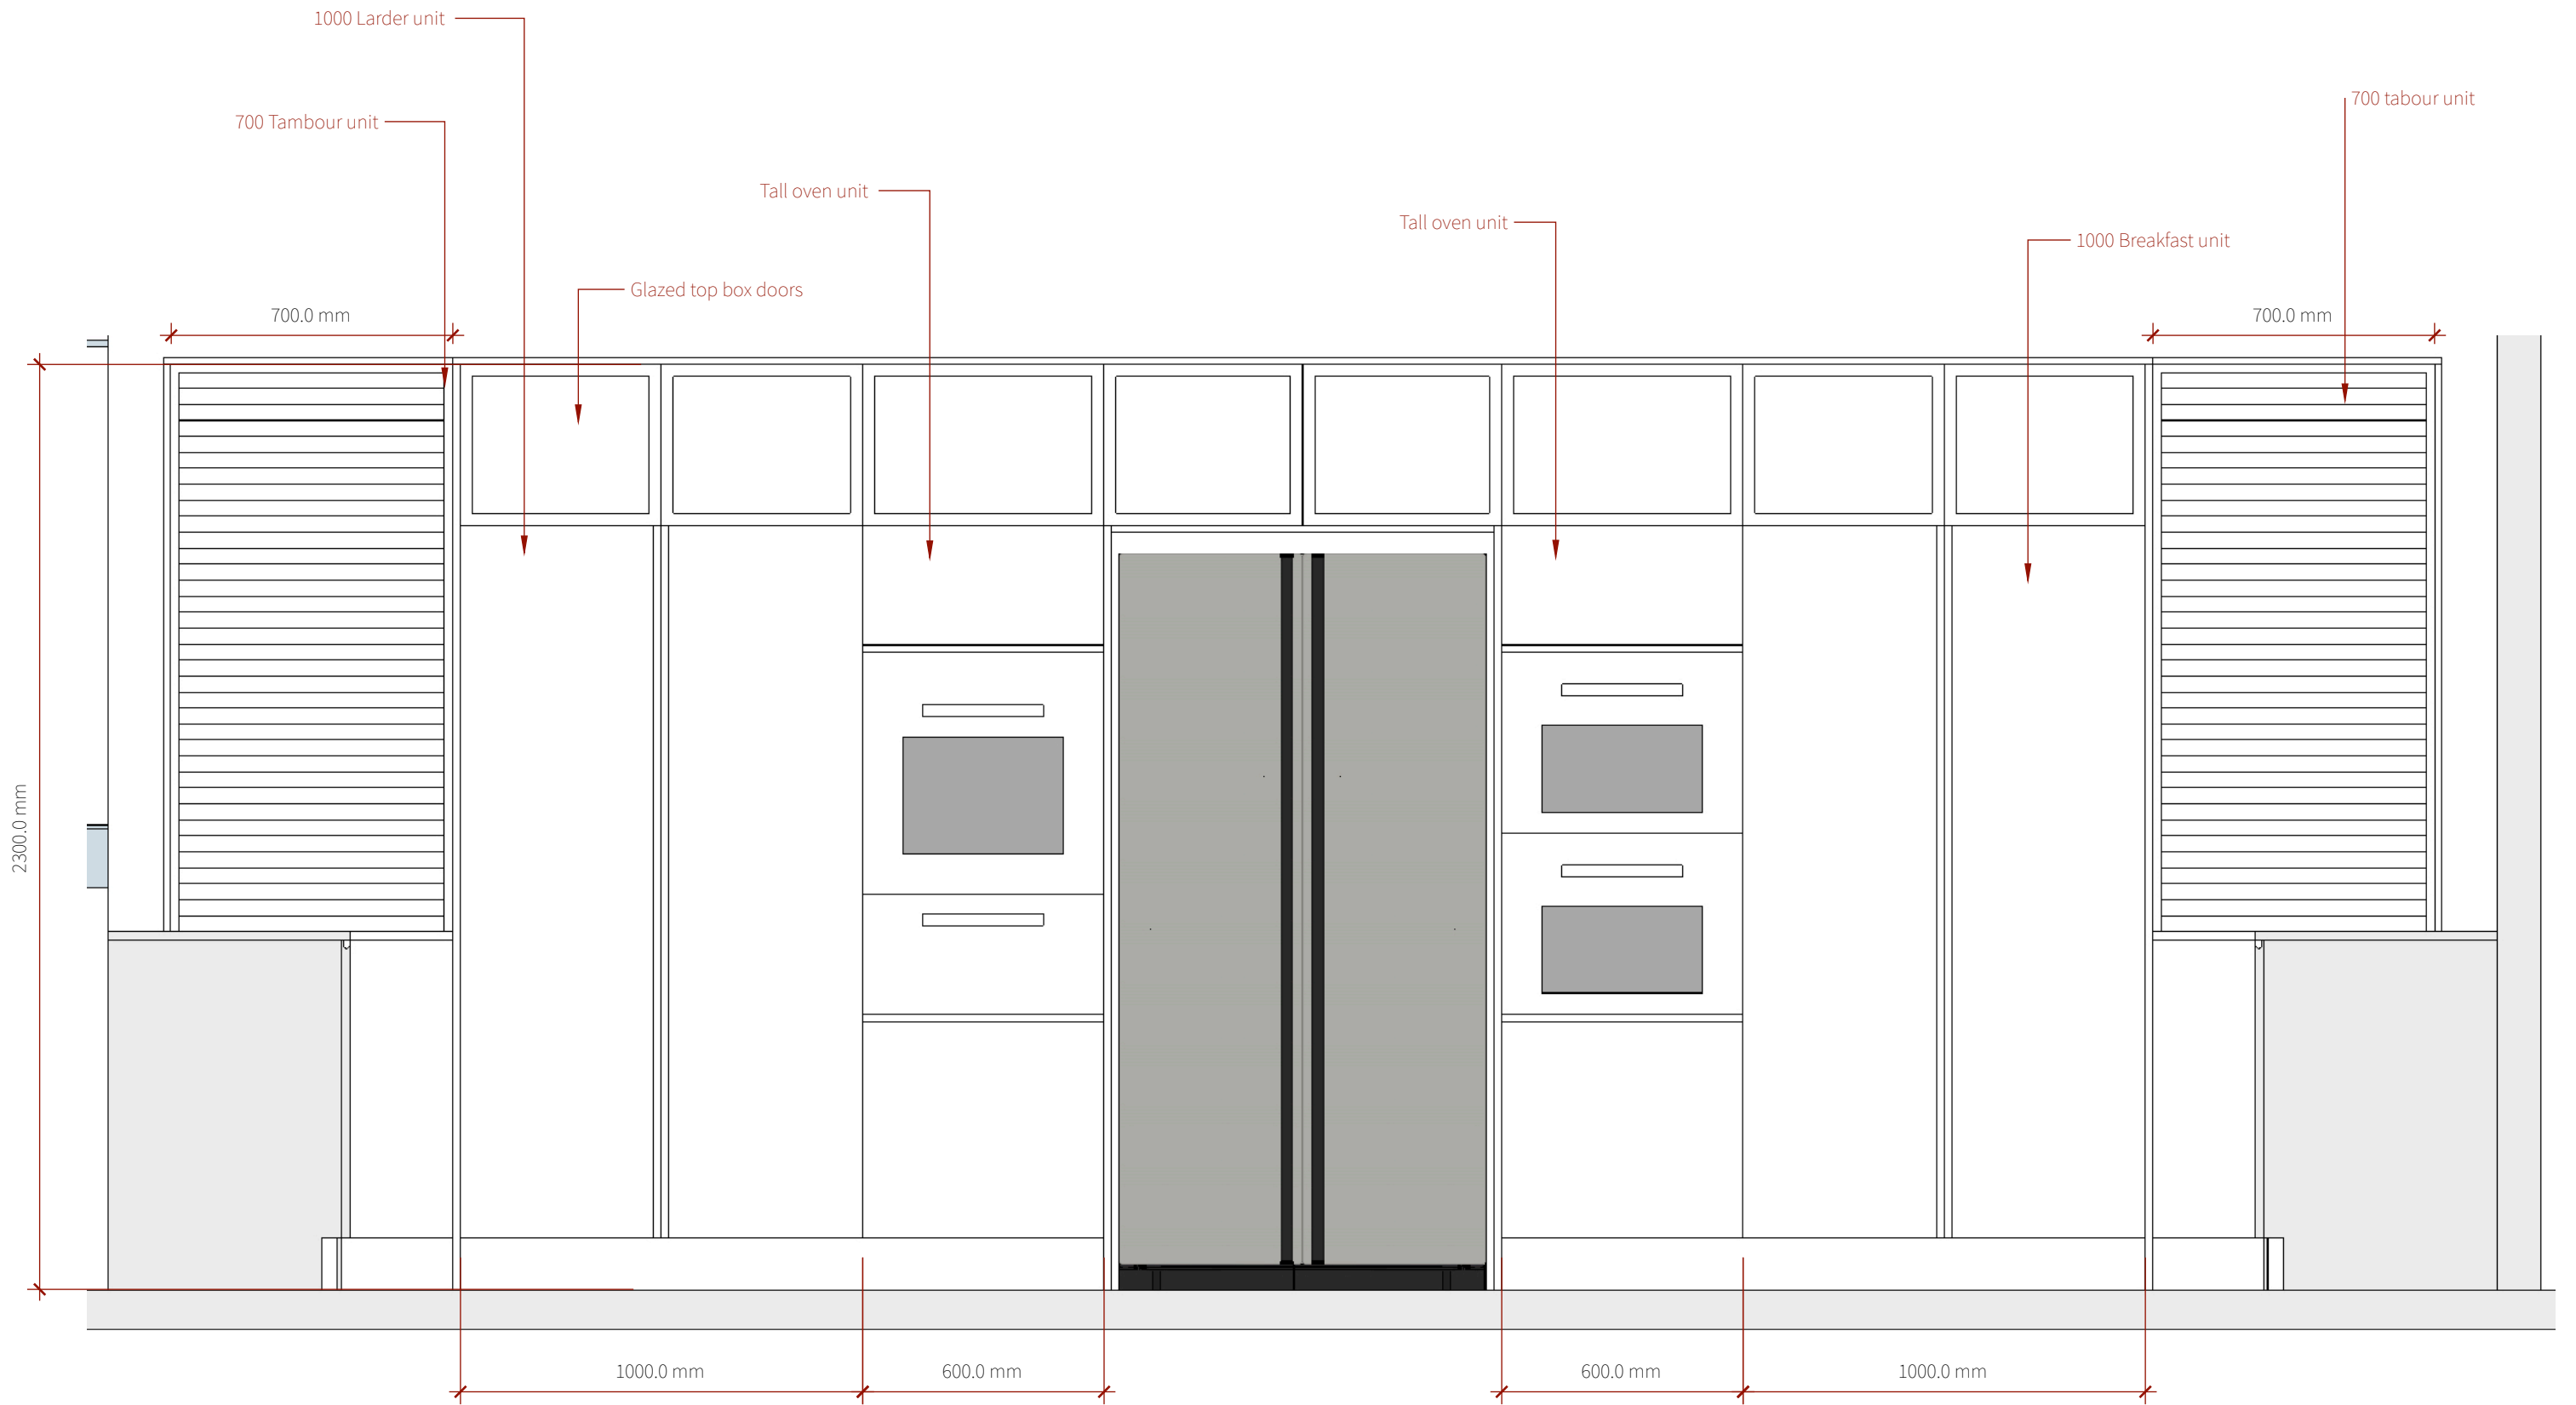 1000 Larder unit
700 tabour unit
700 Tambour unit
Tall oven unit
Tall oven unit
1000 Breakfast unit
Glazed top box doors
700.0 mm
700.0 mm
2300.0 mm
1000.0 mm
600.0 mm
600.0 mm
1000.0 mm